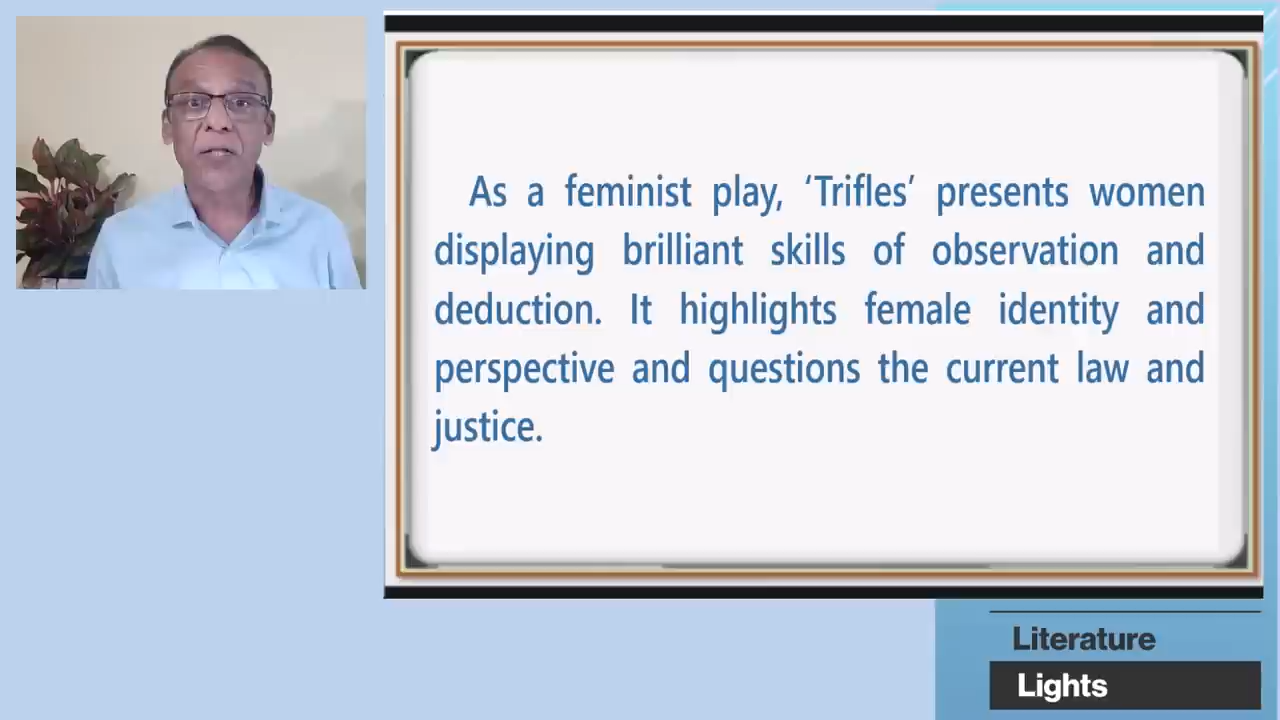 As a feminist play, ‘Trifles’ presents women
displaying brilliant skills of observation and
deduction. It highlights female identity and
perspective and questions the current law and
justice.
Literature
Lights